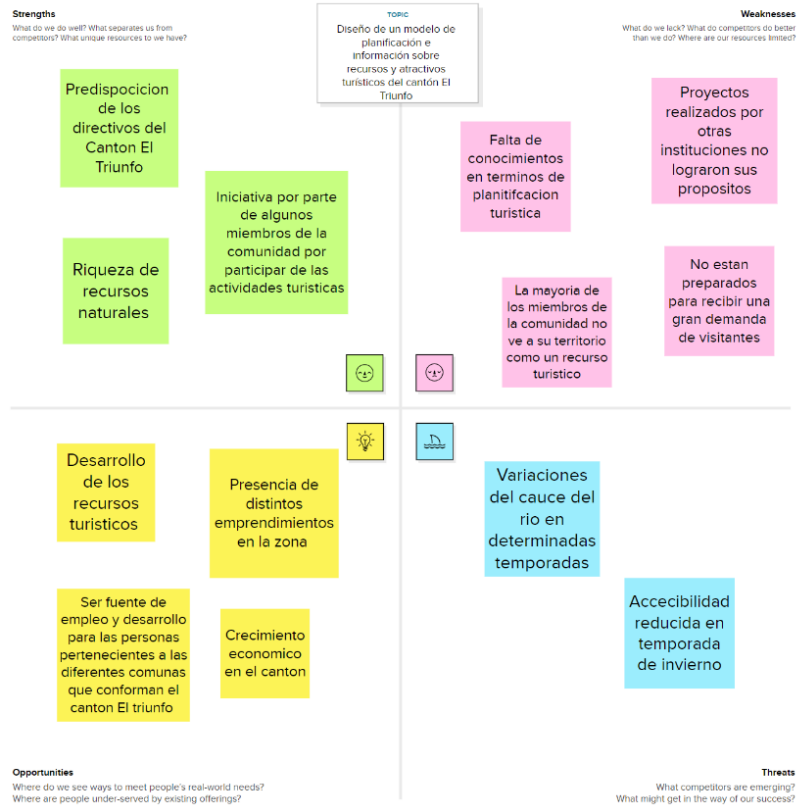 Strengths
What do we do well? What separates us from
competitors? What unique resources to we have?
TOPIC
Diseño de un modelo de
planificación e
información sobre
recursos y atractivos
turísticos del cantón El
Triunfo
Weaknesses
What do we lack? What do competitors do better
than we do? Where are our resources limited?
Predisposicion
de los
directivos del
Canton El
Triunfo
Iniciativa por parte
de algunos
miembros de la
comunidad por
participar de las
actividades turisticas
Riqueza de
recursos
naturales
Falta de
conocimientos
en terminos de
planitifcacion
turistica
Proyectos
realizados por
otras
instituciones no
lograron sus
propositos
La mayoria de
los miembros de
la comunidad no
ve a su territorio
como un recurso
turistico
No estan
preparados
para recibir una
gran demanda
de visitantes
Desarrollo
de los
recursos
turisticos
Presencia de
distintos
emprendimientos
en la zona
Ser fuente de
empleo y desarrollo
para las personas
pertenecientes a las
diferentes comunas
que conforman el
canton El triunfo
Crecimiento
economico
en el canton
Variaciones
del cauce del
rio en
determinadas
temporadas
Accecibilidad
reducida en
temporada
de invierno
Opportunities
Where do we see ways to meet people's real-world needs?
Where are people under-served by existing offerings?
Threats
What competitors are emerging?
What might get in the way of our success?